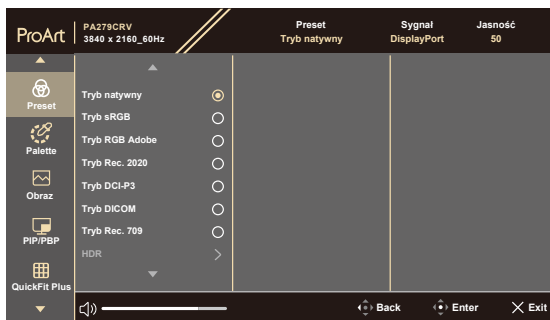 ProArt
PA279CRV
3840 x 2160_60Hz
Preset
Tryb natywny
Sygnał
DisplayPort
Jasność
50
Preset
Palette
Obraz
PIP/PBP
QuickFit Plus
Tryb natywny
Tryb sRGB
Tryb RGB Adobe
Tryb Rec. 2020
Tryb DCI-P3
Tryb DICOM
Tryb Rec. 709
HDR
Back
Enter
Exit